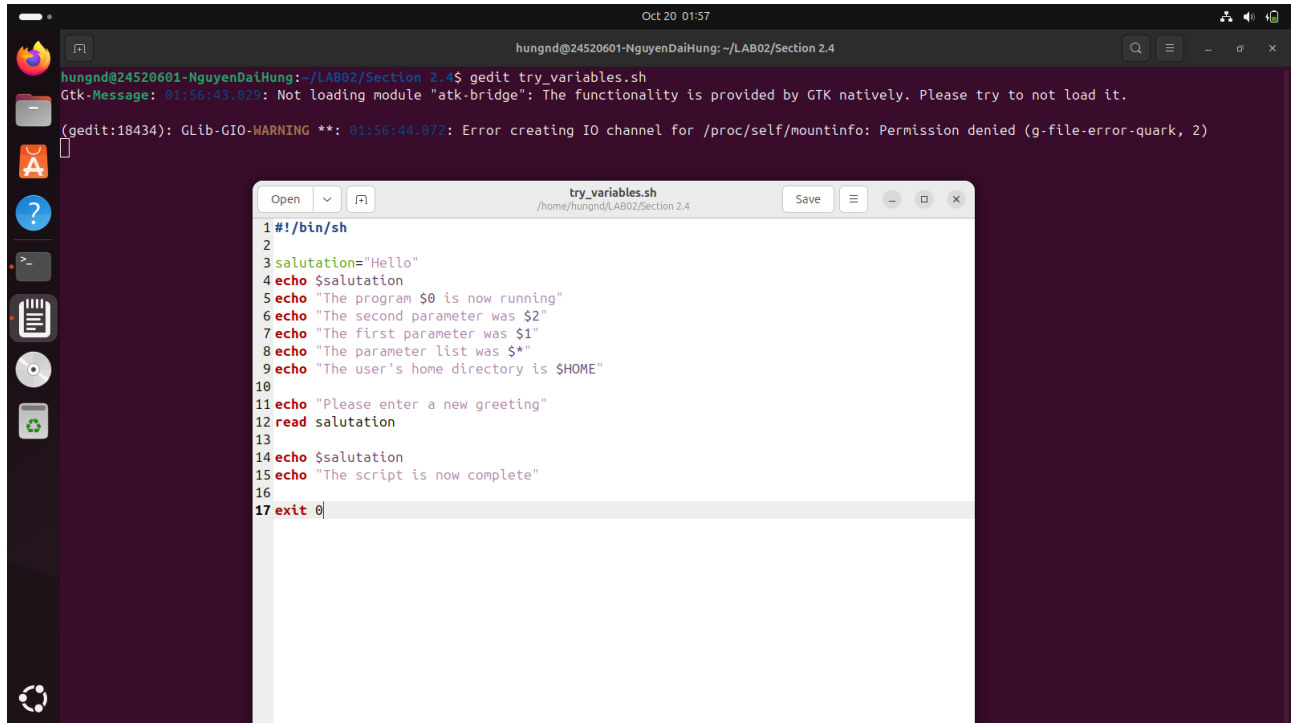 Oct 20 01:57
hungnd@24520601-NguyenDaiHung: ~/LAB02/Section 2.4
hungnd@24520601-NguyenDaiHung:~/LAB02/Section 2.4$ gedit try_variables.sh
Gtk-Message: 01:56:43.829: Not loading module "atk-bridge": The functionality is provided by GTK natively. Please try to not load it.
(gedit:18434): GLib-GIO-WARNING **: 01:56:44.072: Error creating IO channel for /proc/self/mountinfo: Permission denied (g-file-error-quark, 2)
Open
try_variables.sh
Save
/home/hungnd/LAB02/Section 2.4
1 #!/bin/sh
2
3 salutation="Hello"
4 echo $salutation
5 echo "The program $0 is now running"
6 echo "The second parameter was $2"
7 echo "The first parameter was $1"
8 echo "The parameter list was $*"
9 echo "The user's home directory is $HOME"
10
11 echo "Please enter a new greeting"
12 read salutation
13
14 echo $salutation
15 echo "The script is now complete"
16
17 exit 0